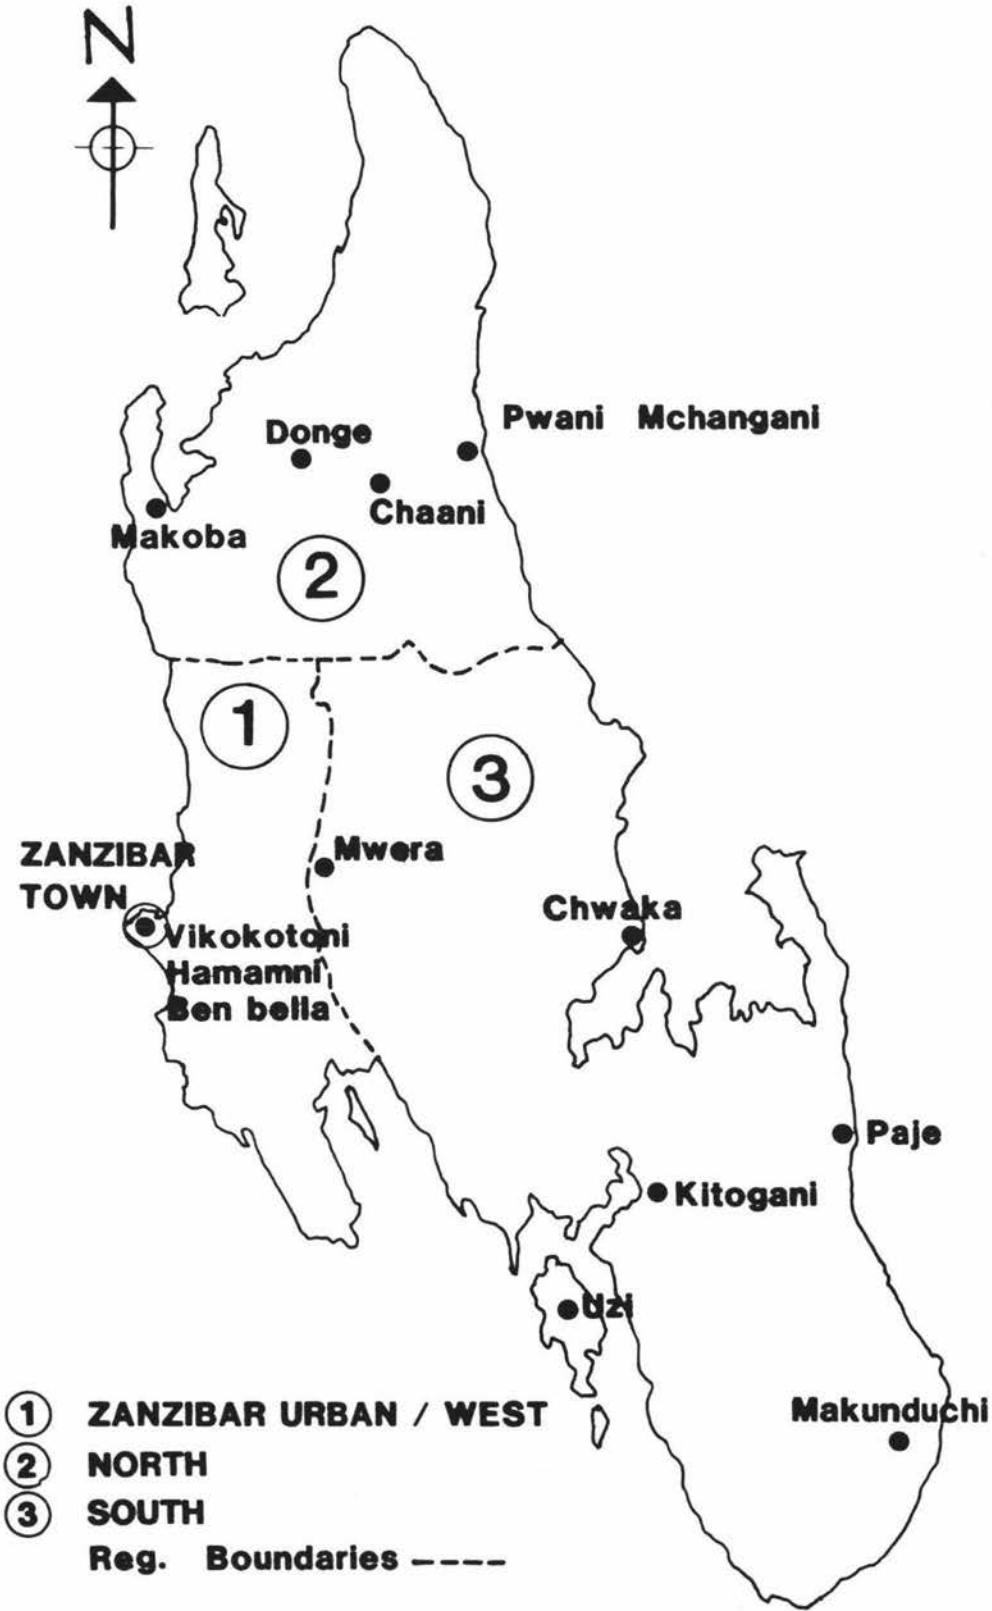 N
Pwani Mchangani
Donge
Chaani
Makoba
2
1
3
Mwera
ZANZIBAR
TOWN
Chwaka
Vikokotoni
Hamamni
Ben bella
Paje
Kitogani
Uzi
Makunduchi
1 ZANZIBAR URBAN / WEST
2 NORTH
3 SOUTH
Reg. Boundaries ----